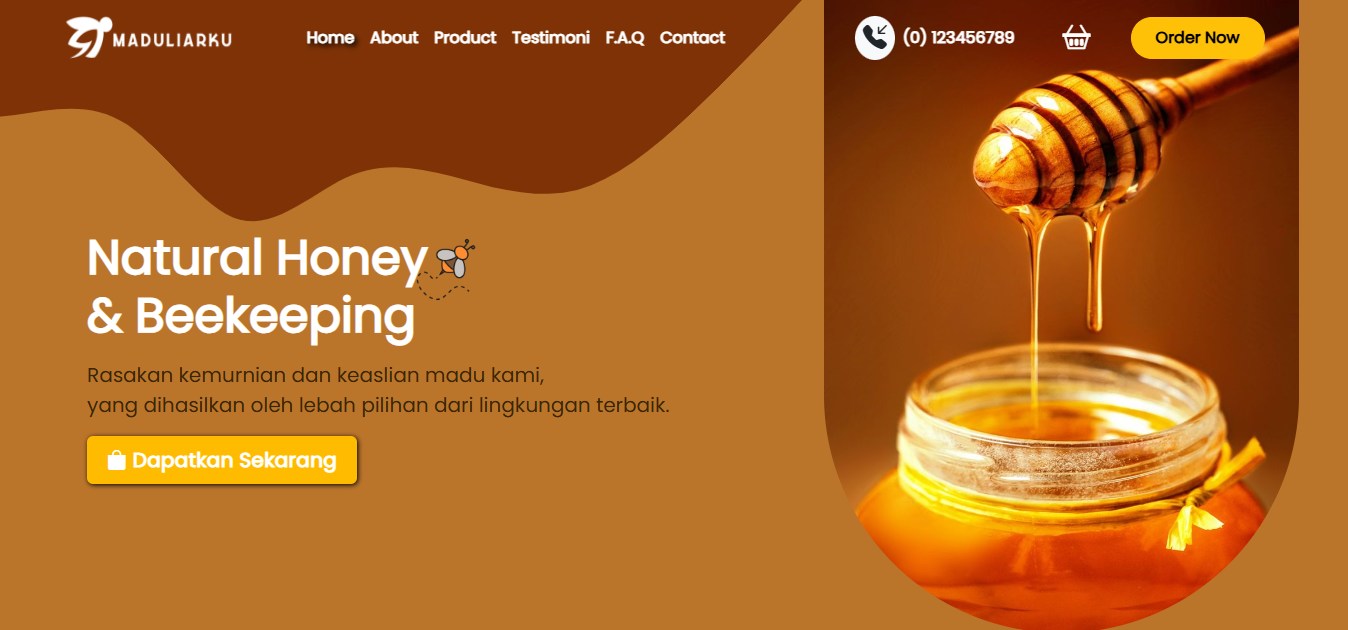 MADULIARKU
Home About Product Testimoni F.A.Q Contact
(0) 123456789
Order Now
Natural Honey
& Beekeeping
Rasakan kemurnian dan keaslian madu kami,
yang dihasilkan oleh lebah pilihan dari lingkungan terbaik.
Dapatkan Sekarang